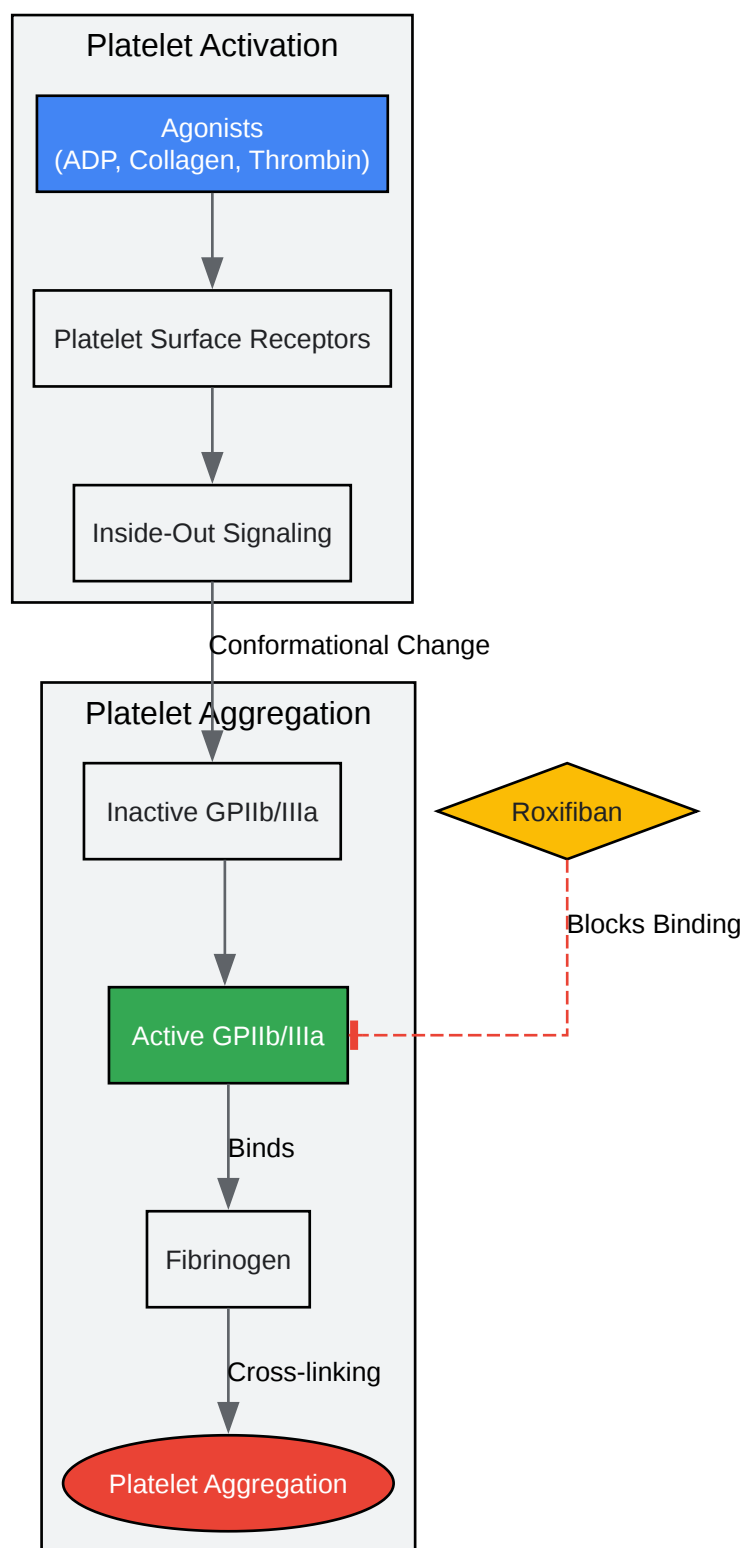 Platelet Activation
Agonists
(ADP, Collagen, Thrombin)
Platelet Surface Receptors
Inside-Out Signaling
Conformational Change
Platelet Aggregation
Inactive GPIIb/IIIa
Roxifiban
Blocks Binding
Active GPIIb/IIIa
Binds
Fibrinogen
Cross-linking
Platelet Aggregation